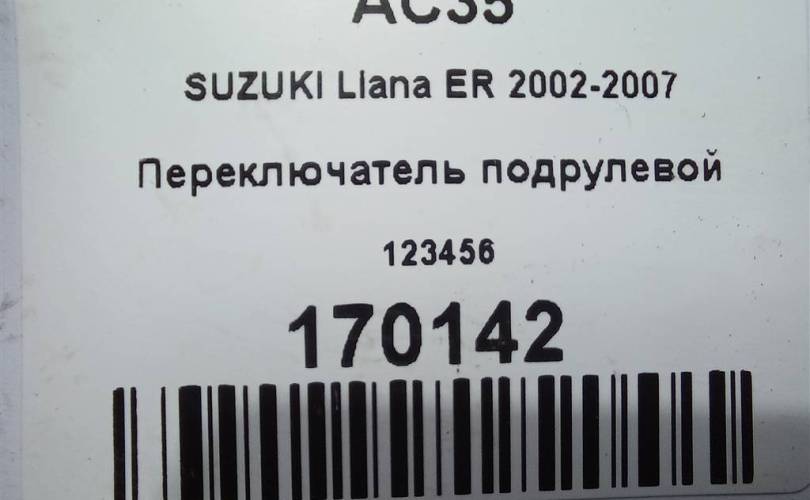 AC35
SUZUKI Liana ER 2002-2007
Переключатель подрулевой
123456
170142